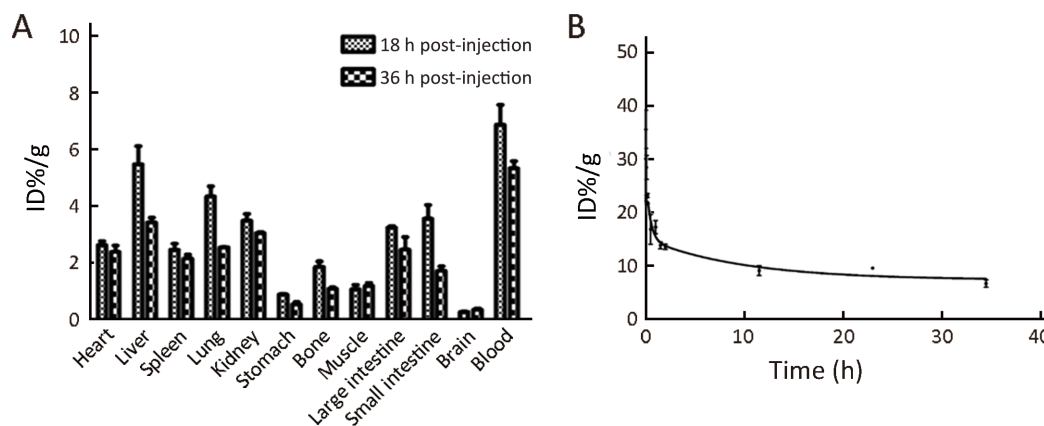 A
ID%/g
10
8
6
4
2
0
18 h post-injection
36 h post-injection
Heart
Liver
Spleen
Lung
Kidney
Stomach
Bone
Muscle
Large intestine
Small intestine
Brain
Blood
B
ID%/g
50
40
30
20
10
0
0 10 20 30 40
Time (h)